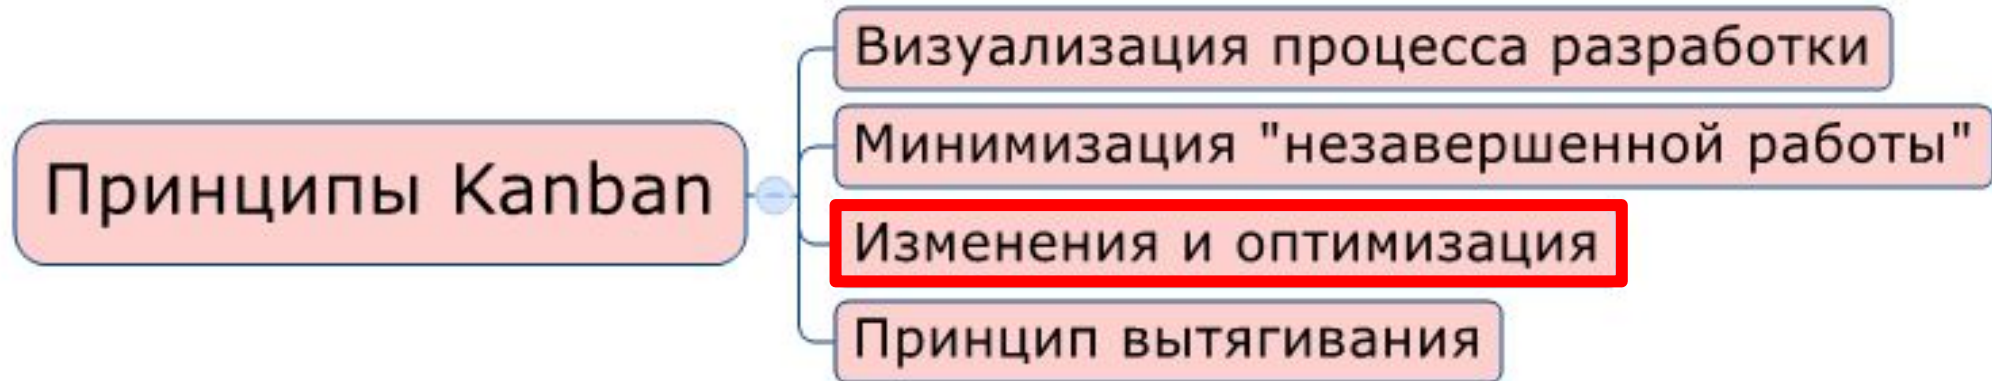 Принципы Kanban
Визуализация процесса разработки
Минимизация "незавершенной работы"
Изменения и оптимизация
Принцип вытягивания